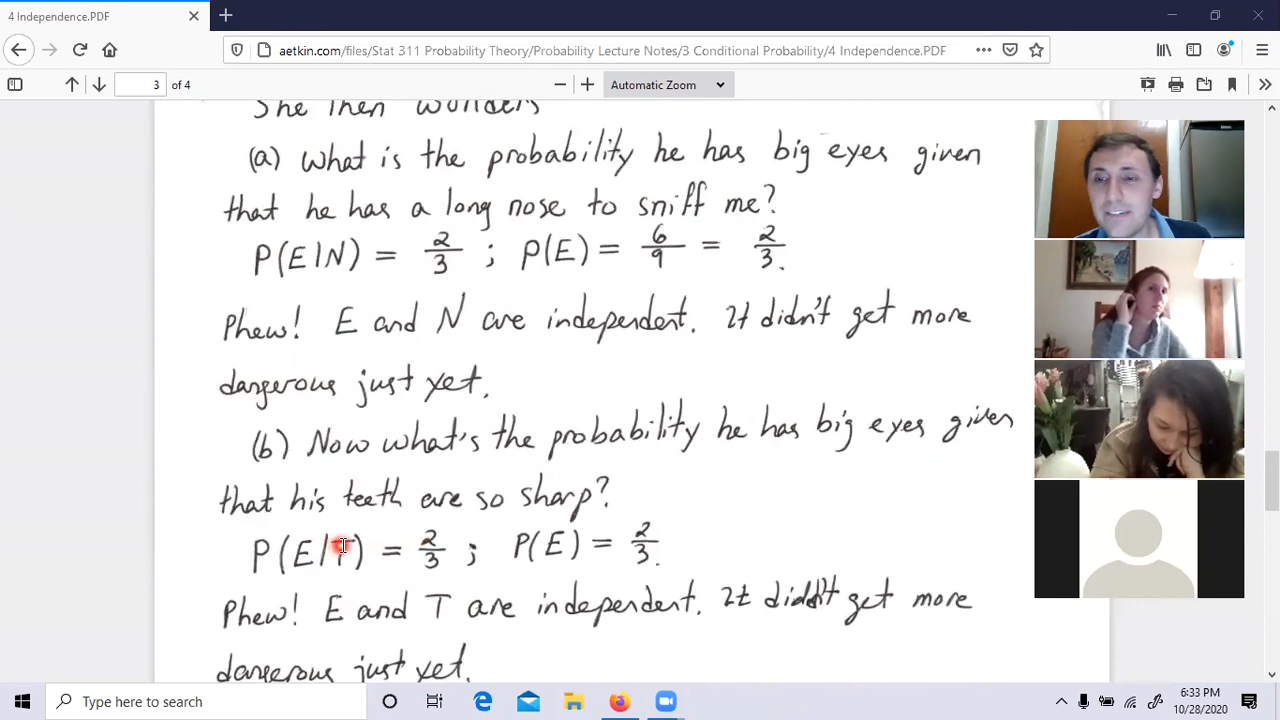 4 Independence.PDF
aetkin.com/files/Stat 311 Probability Theory/Probability Lecture Notes/3 Conditional Probability/4 Independence.PDF
3 of 4
Automatic Zoom
She then wonders
(a) What is the probability he has big eyes given
that he has a long nose to sniff me?
P(E|N) = 2/3 ; P(E) = 6/9 = 2/3.
Phew! E and N are independent. It didn't get more
dangerous just yet.
(b) Now what's the probability he has big eyes given
that his teeth are so sharp?
P(E|T) = 2/3 ; P(E) = 2/3.
Phew! E and T are independent. It didn't get more
dangerous just yet.
Type here to search
6:33 PM
10/28/2020